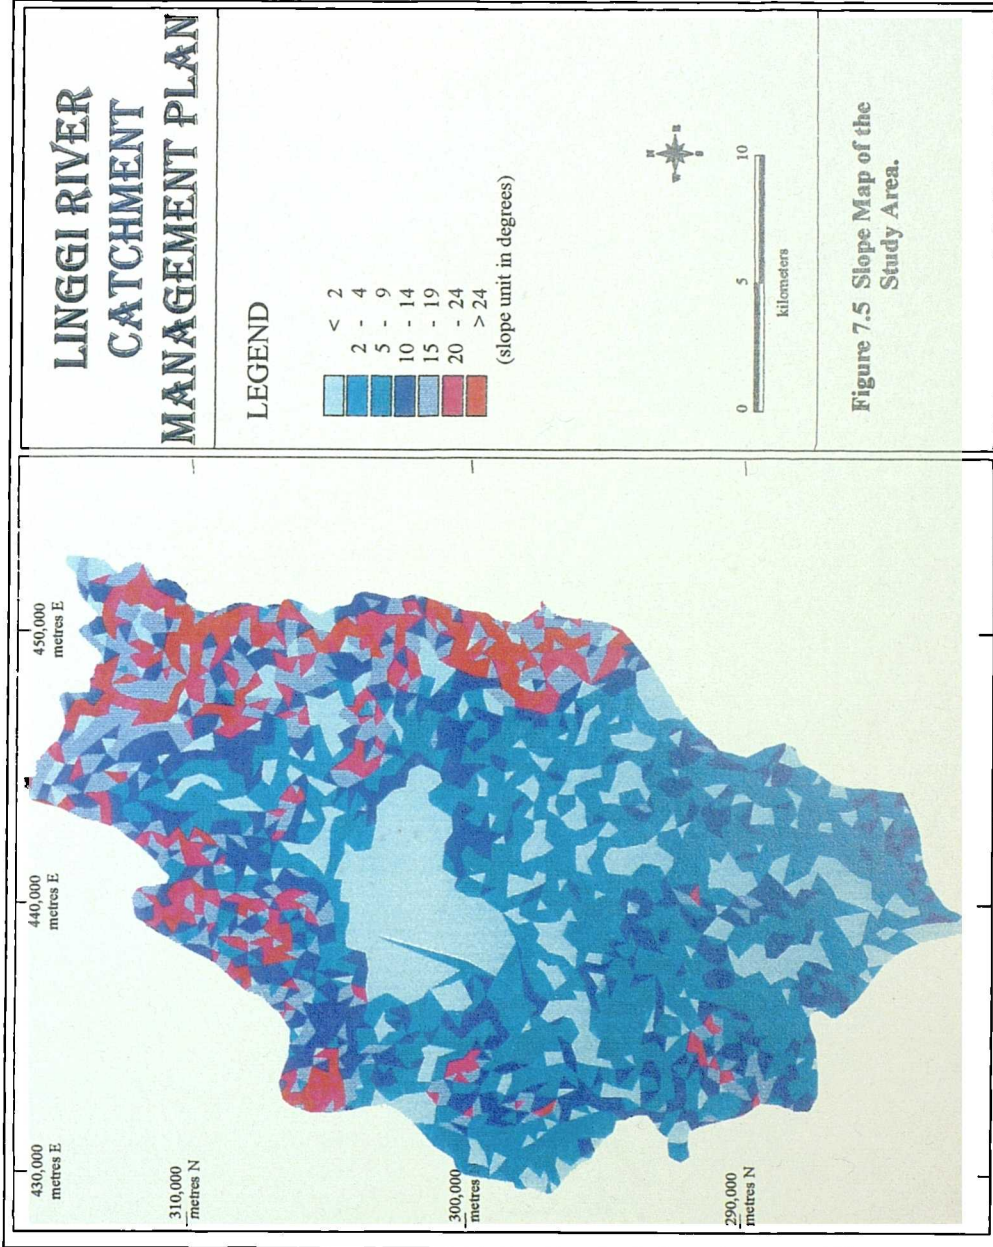 LINGGI RIVER
CATCHMENT
MANAGEMENT PLAN
LEGEND
< 2
2 - 4
5 - 9
10 - 14
15 - 19
20 - 24
> 24
(slope unit in degrees)
N
W E
S
0 5 10
kilometers
Figure 7.5 Slope Map of the
Study Area.
430,000
metres E
440,000
metres E
450,000
metres E
310,000
metres N
300,000
metres
290,000
metres N